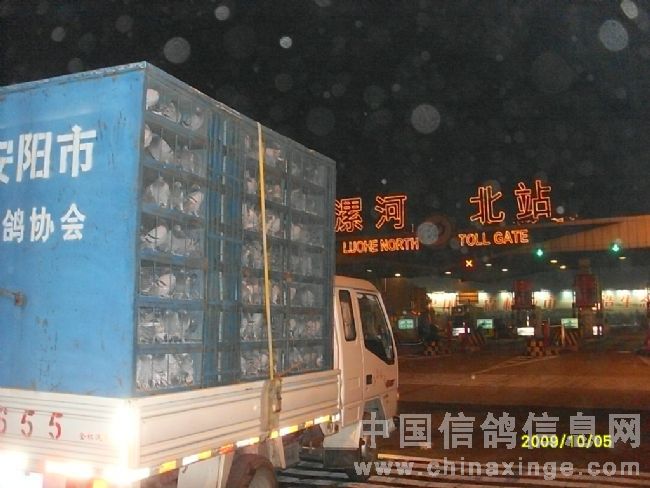 安阳市
鸽协会
655
漯河 北站
LUOHE NORTH TOLL GATE
中国信鸽信息网
2009/10/05
www.chinaxinge.com